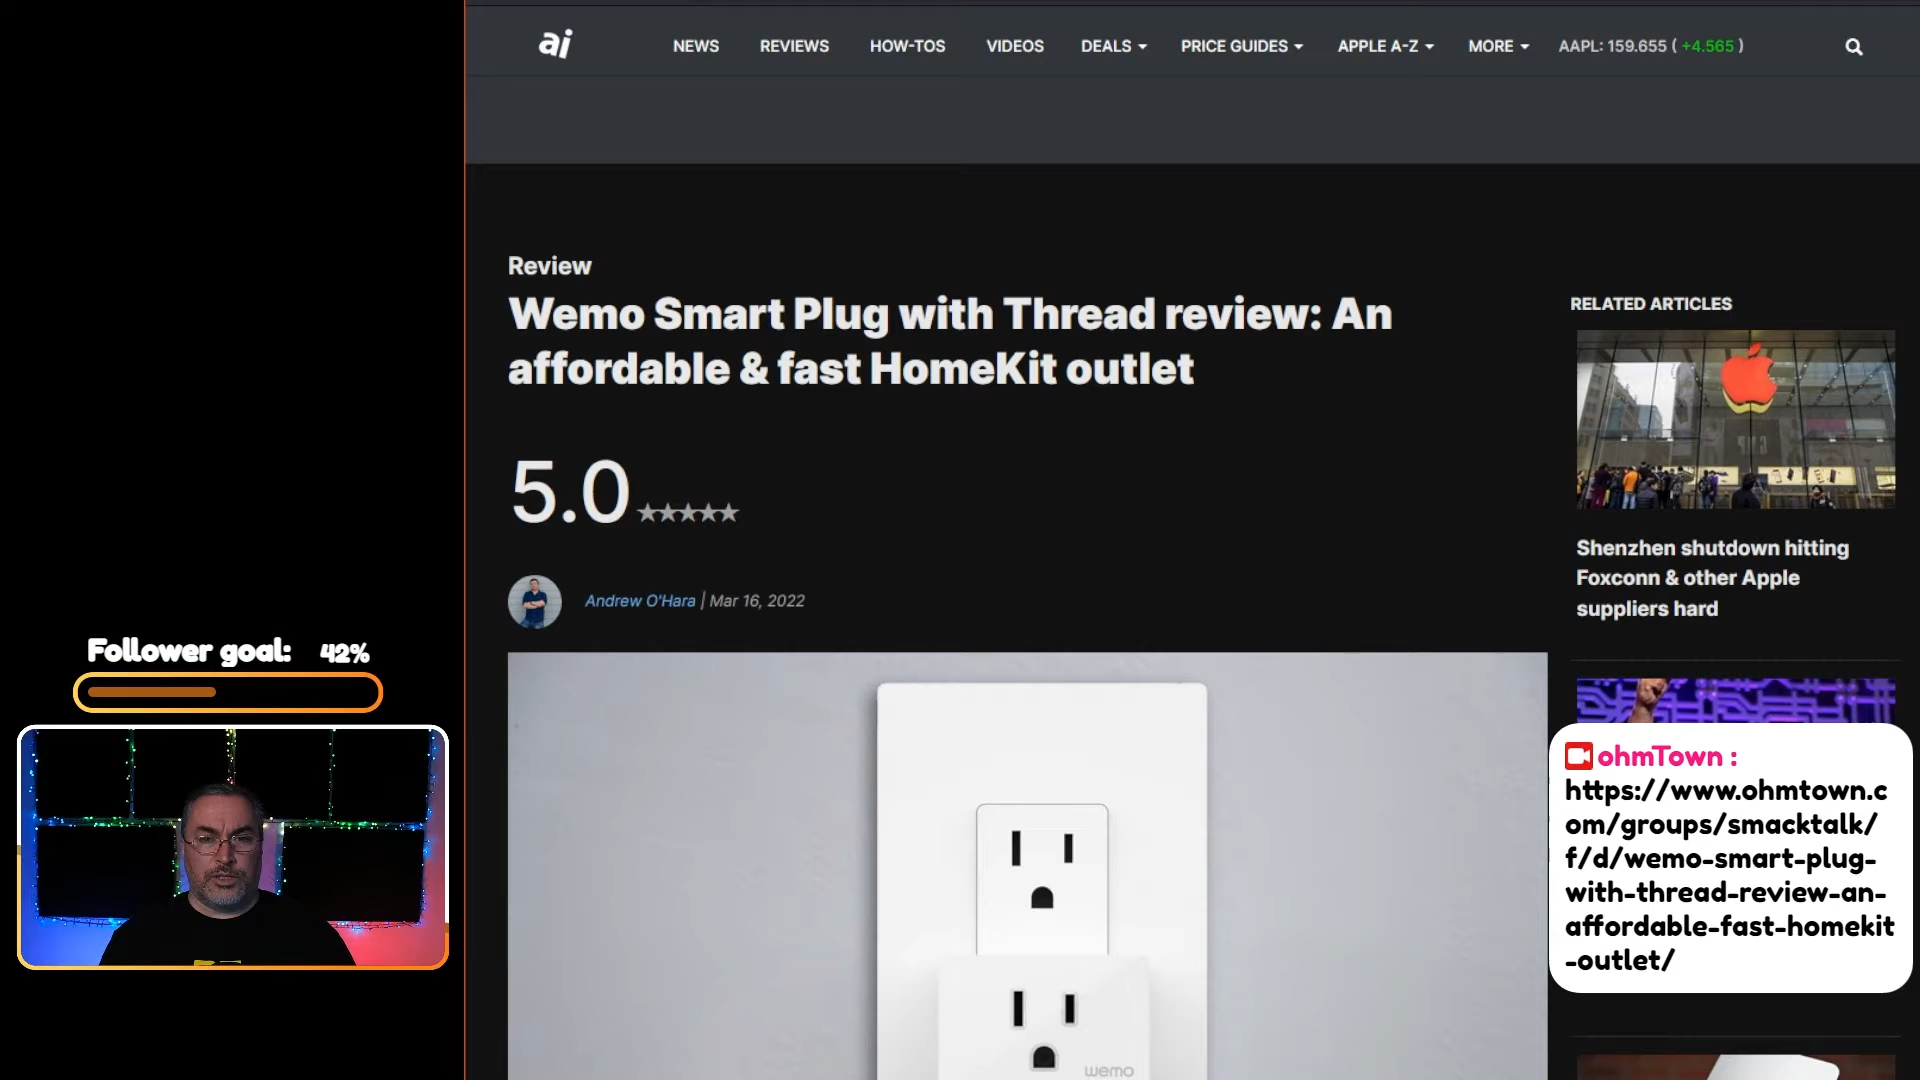 ai
NEWS REVIEWS HOW-TOS VIDEOS DEALS PRICE GUIDES APPLE A-Z MORE AAPL: 159.655 ( +4.565 )
Review
Wemo Smart Plug with Thread review: An
affordable & fast HomeKit outlet
5.0
Andrew O'Hara | Mar 16, 2022
wemo
RELATED ARTICLES
Shenzhen shutdown hitting
Foxconn & other Apple
suppliers hard
Follower goal: 42%
ohmTown :
https://www.ohmtown.c
om/groups/smacktalk/
f/d/wemo-smart-plug-
with-thread-review-an-
affordable-fast-homekit
-outlet/